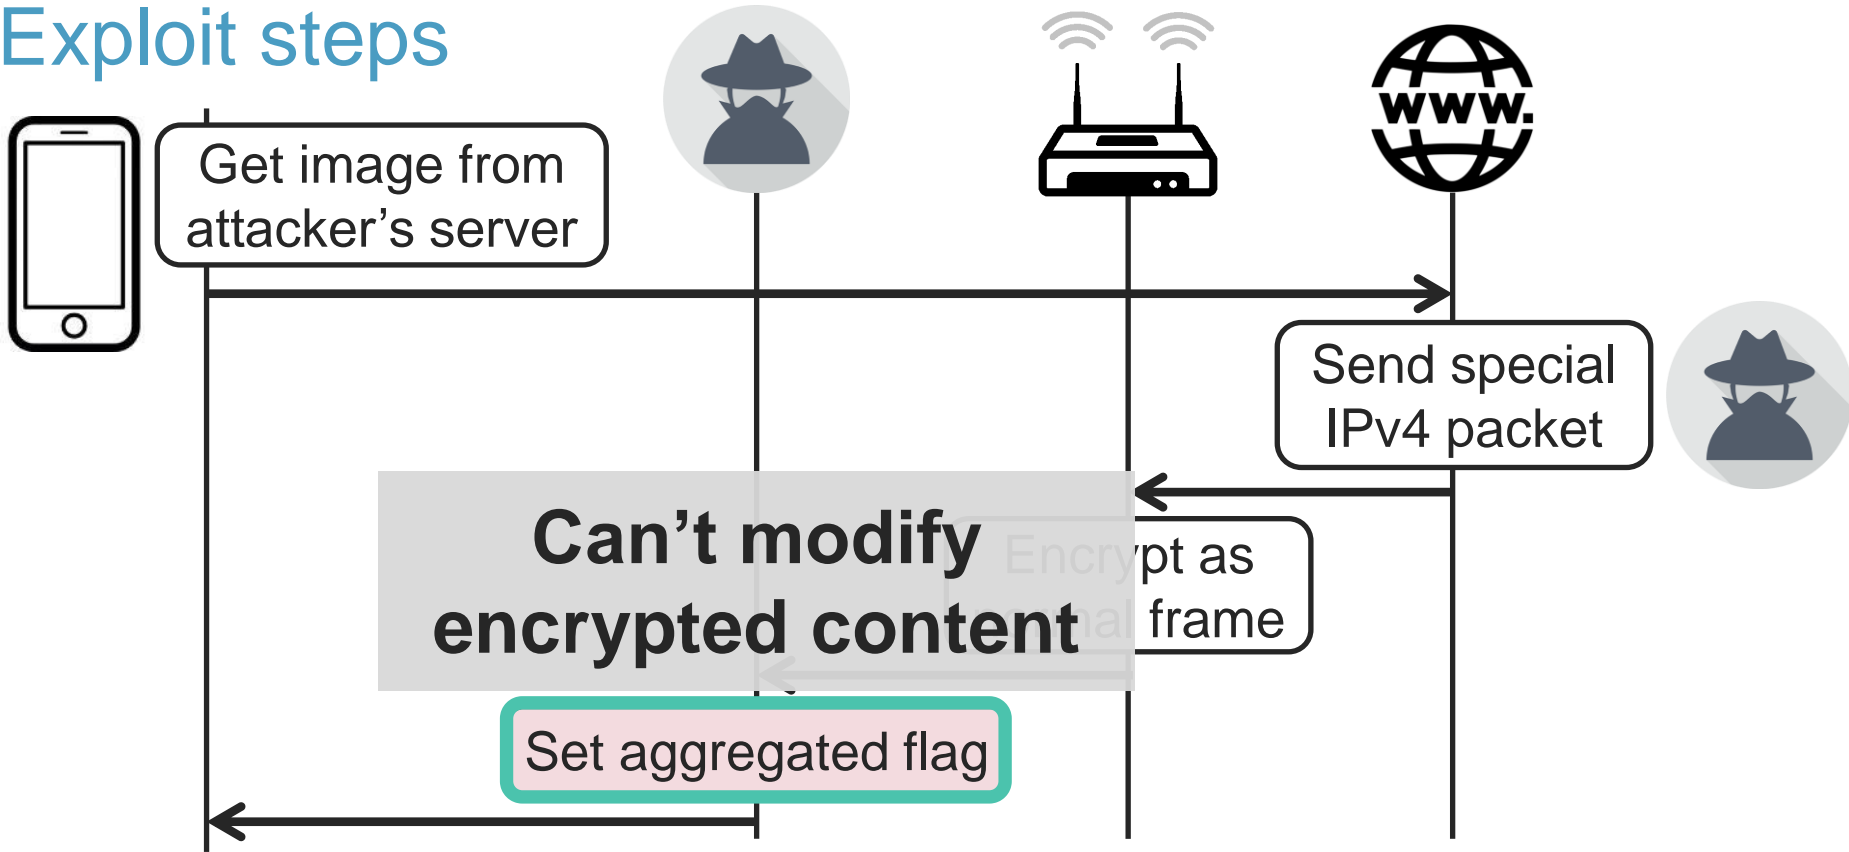 Exploit steps
www.
Get image from
attacker’s server
Send special
IPv4 packet
Can’t modify
encrypted content
Encrypt as
normal frame
Set aggregated flag